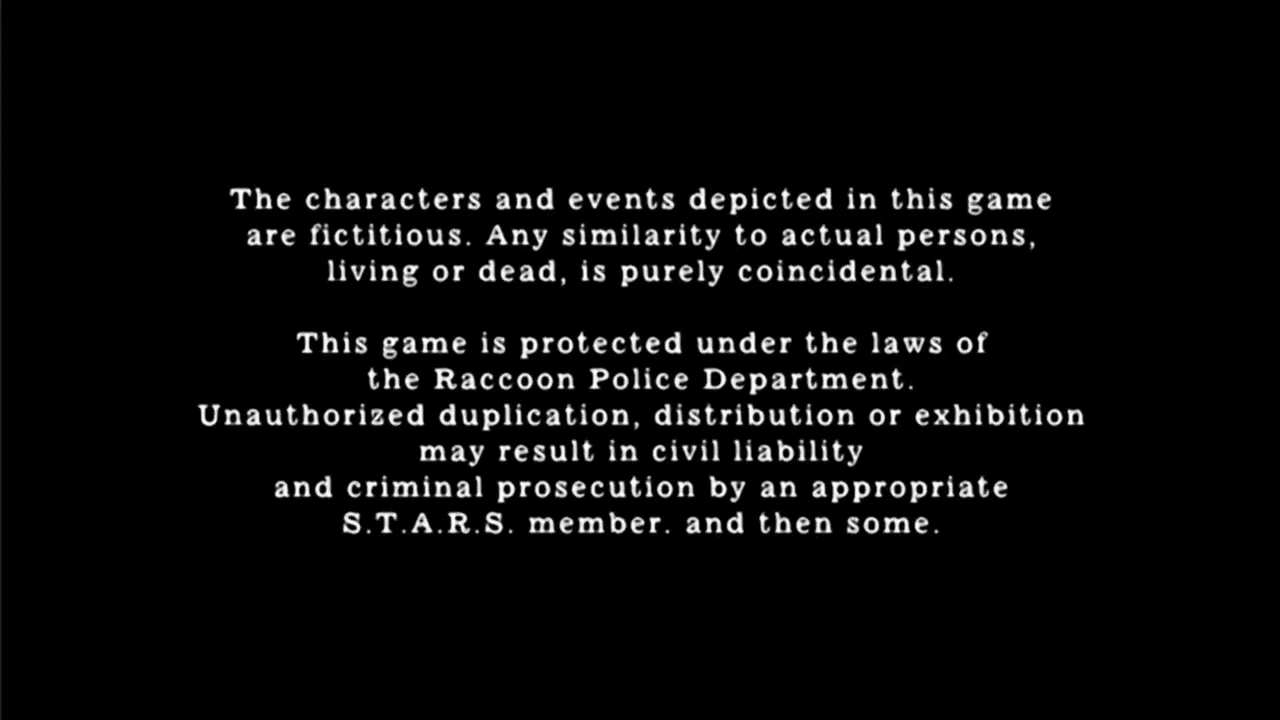 The characters and events depicted in this game
are fictitious. Any similarity to actual persons,
living or dead, is purely coincidental.
This game is protected under the laws of
the Raccoon Police Department.
Unauthorized duplication, distribution or exhibition
may result in civil liability
and criminal prosecution by an appropriate
S.T.A.R.S. member. and then some.